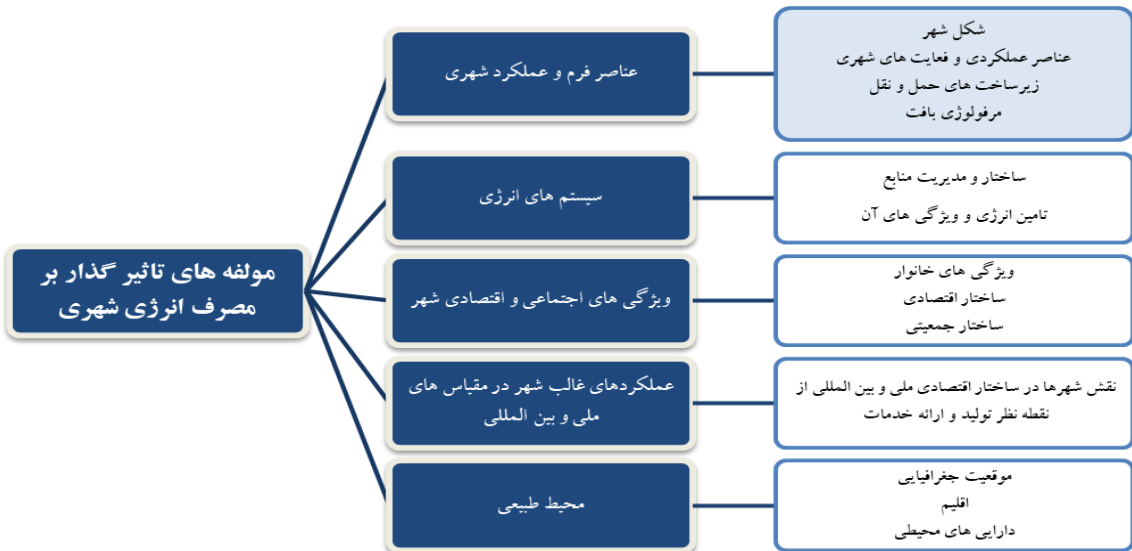 مولفه های تاثیر گذار بر
مصرف انرژی شهری
عناصر فرم و عملکرد شهری
شکل شهر
عناصر عملکردی و فعایت های شهری
زیرساخت های حمل و نقل
مرفولوژی بافت
سیستم های انرژی
ساختار و مدیریت منابع
تامین انرژی و ویژگی های آن
ویژگی های اجتماعی و اقتصادی شهر
ویژگی های خانوار
ساختار اقتصادی
ساختار جمعیتی
عملکردهای غالب شهر در مقیاس های
ملی و بین المللی
نقش شهرها در ساختار اقتصادی ملی و بین المللی از
نقطه نظر تولید و ارائه خدمات
محیط طبیعی
موقعیت جغرافیایی
اقلیم
دارایی های محیطی